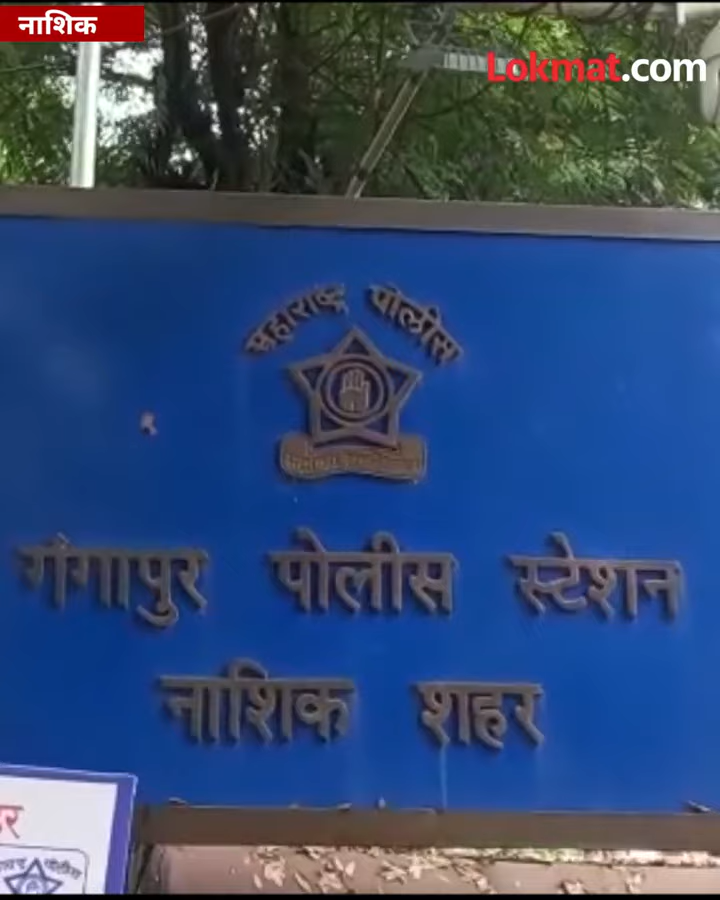 नाशिक
Lokmat.com
महाराष्ट्र पोलीस
गंगापुर पोलीस स्टेशन
नाशिक शहर